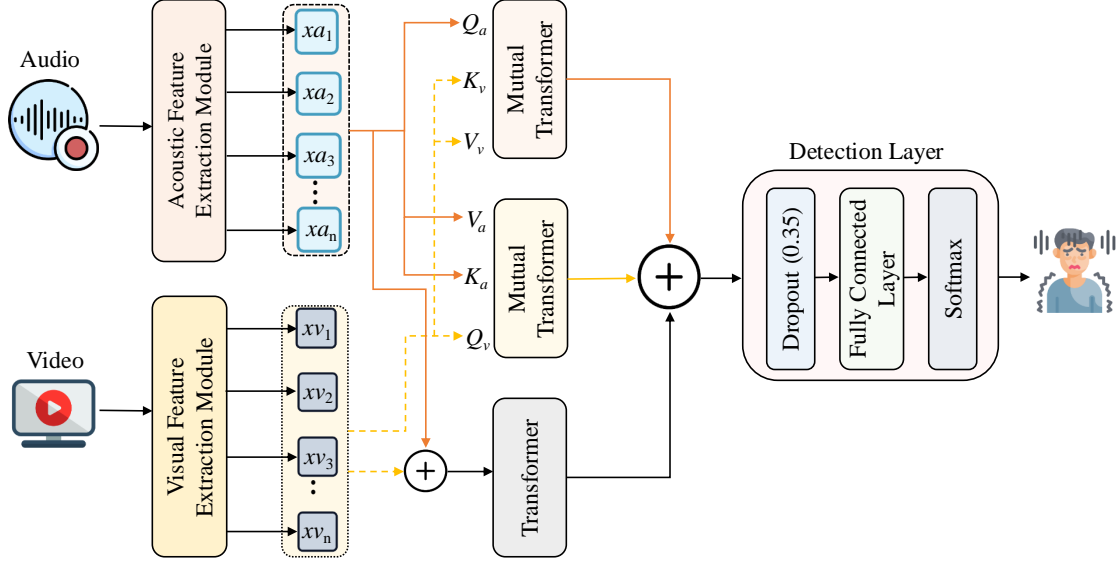 Audio
Acoustic Feature
Extraction Module
xa1
xa2
xa3
xan
Qa
Kv
Vv
Mutual
Transformer
Va
Ka
Qv
Mutual
Transformer
Video
Visual Feature
Extraction Module
xv1
xv2
xv3
xvn
Transformer
Detection Layer
Dropout (0.35)
Fully Connected
Layer
Softmax